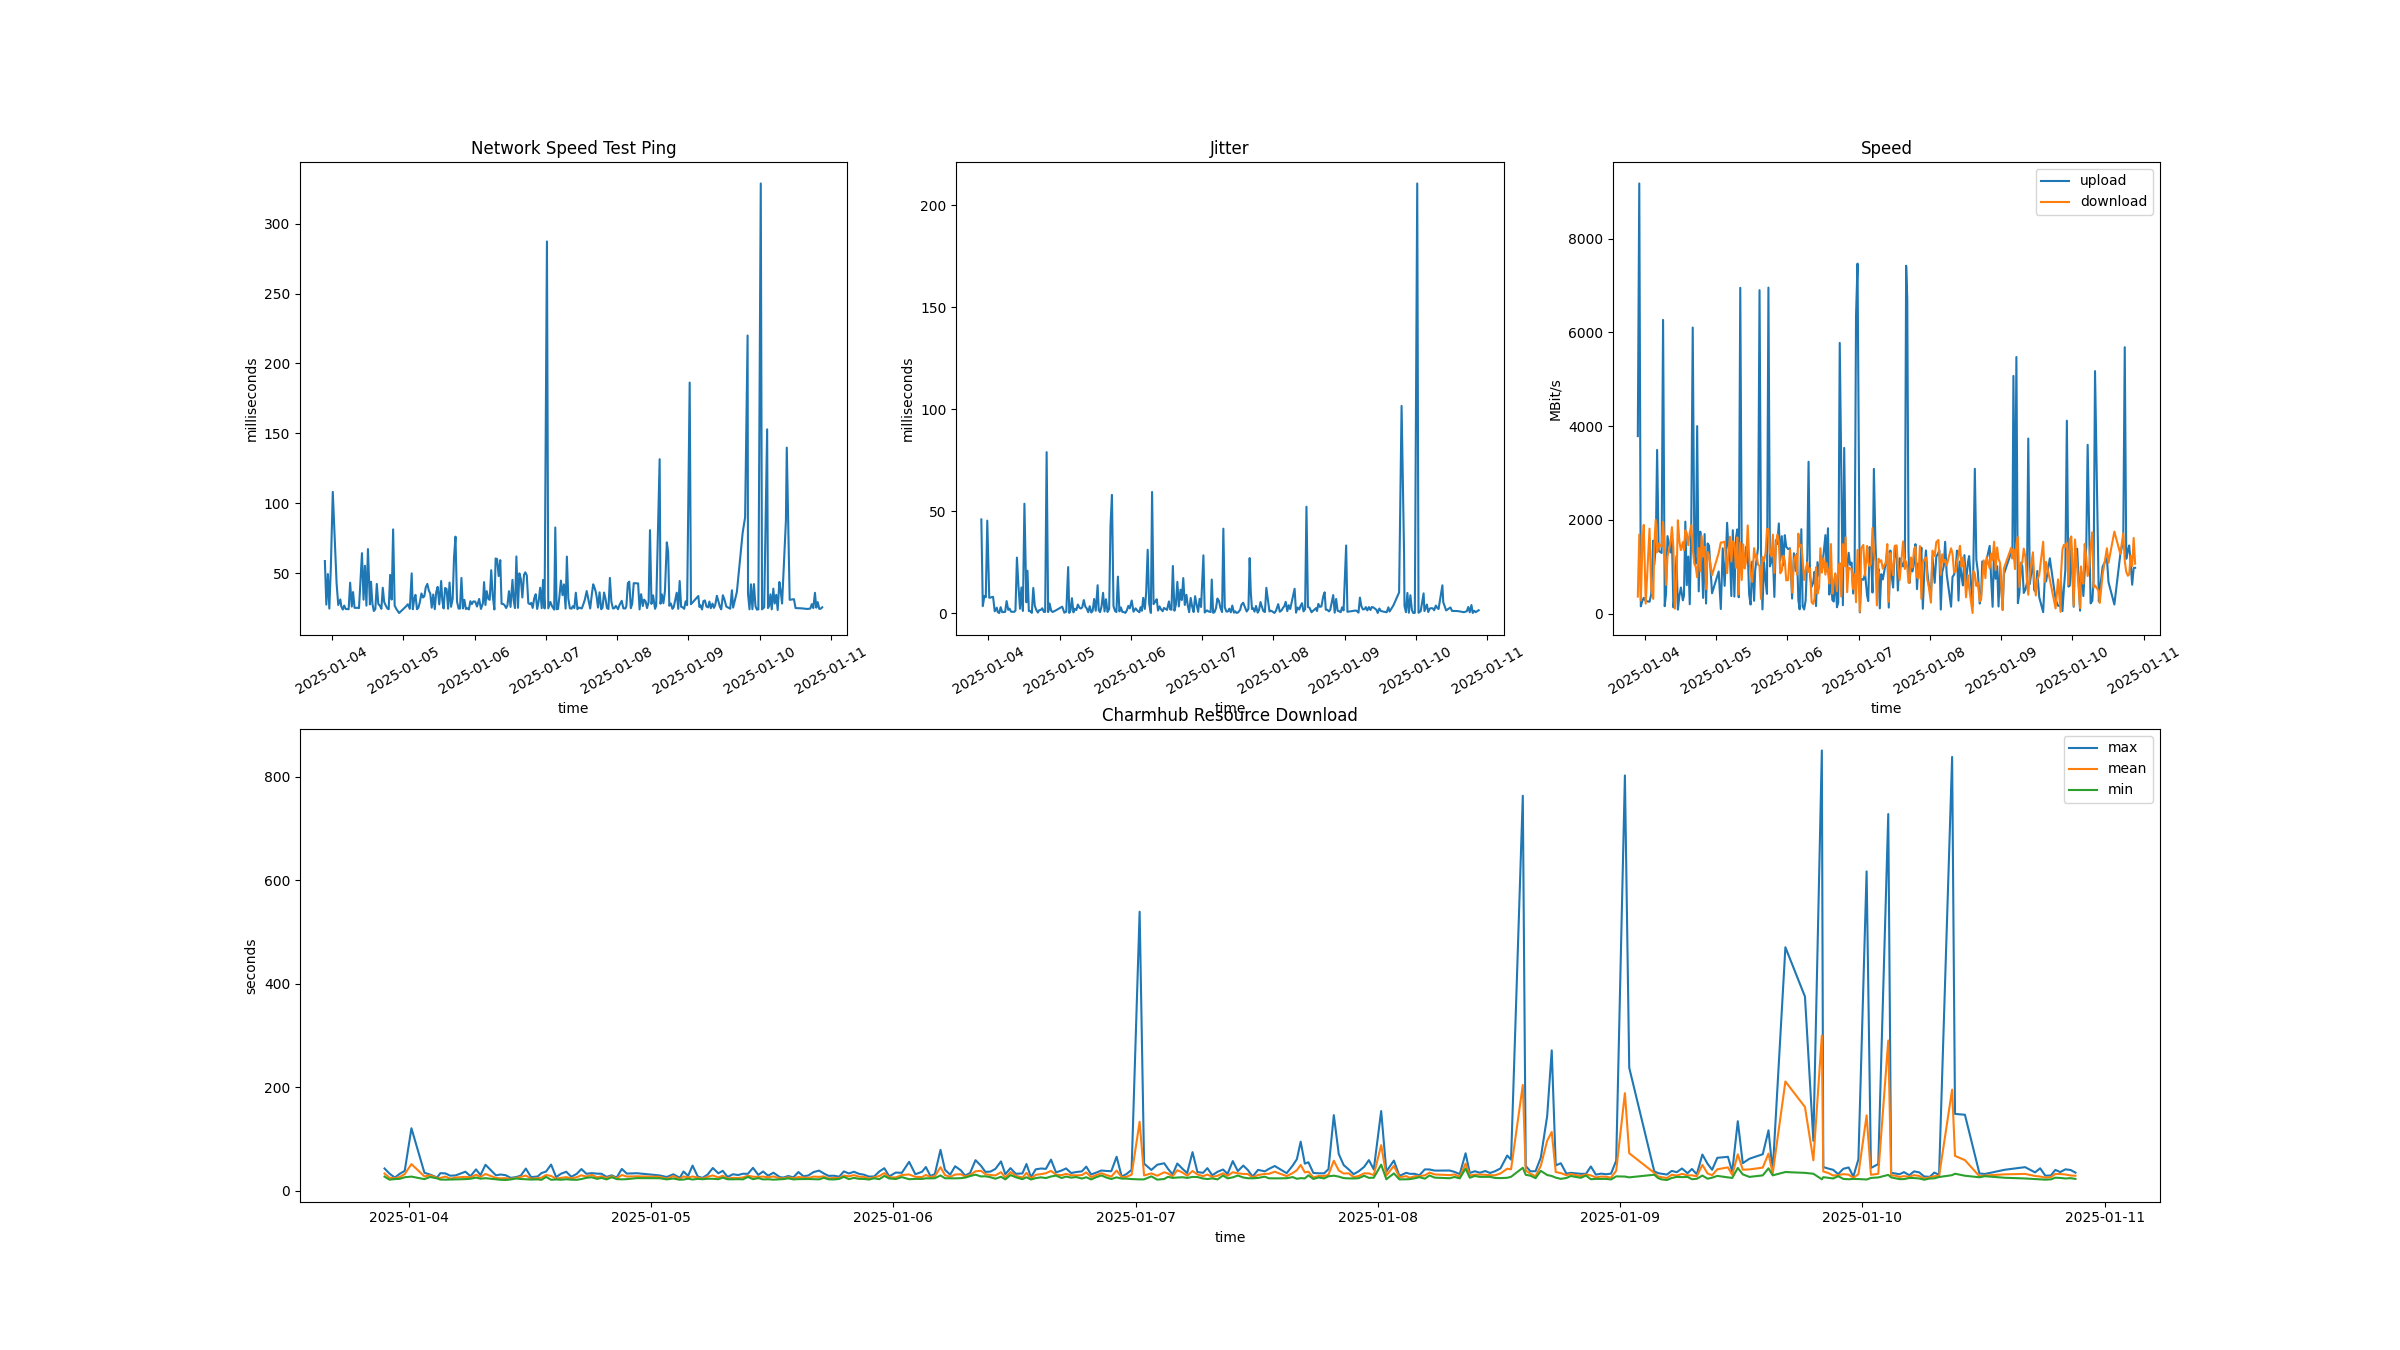 Network Speed Test Ping
milliseconds
300
250
200
150
100
50
2025-01-04 2025-01-05 2025-01-06 2025-01-07 2025-01-08 2025-01-09 2025-01-10 2025-01-11
time
Jitter
milliseconds
200
150
100
50
0
2025-01-04 2025-01-05 2025-01-06 2025-01-07 2025-01-08 2025-01-09 2025-01-10 2025-01-11
time
Speed
upload
download
MBit/s
8000
6000
4000
2000
0
2025-01-04 2025-01-05 2025-01-06 2025-01-07 2025-01-08 2025-01-09 2025-01-10 2025-01-11
time
Charmhub Resource Download
max
mean
min
seconds
800
600
400
200
0
2025-01-04 2025-01-05 2025-01-06 2025-01-07 2025-01-08 2025-01-09 2025-01-10 2025-01-11
time